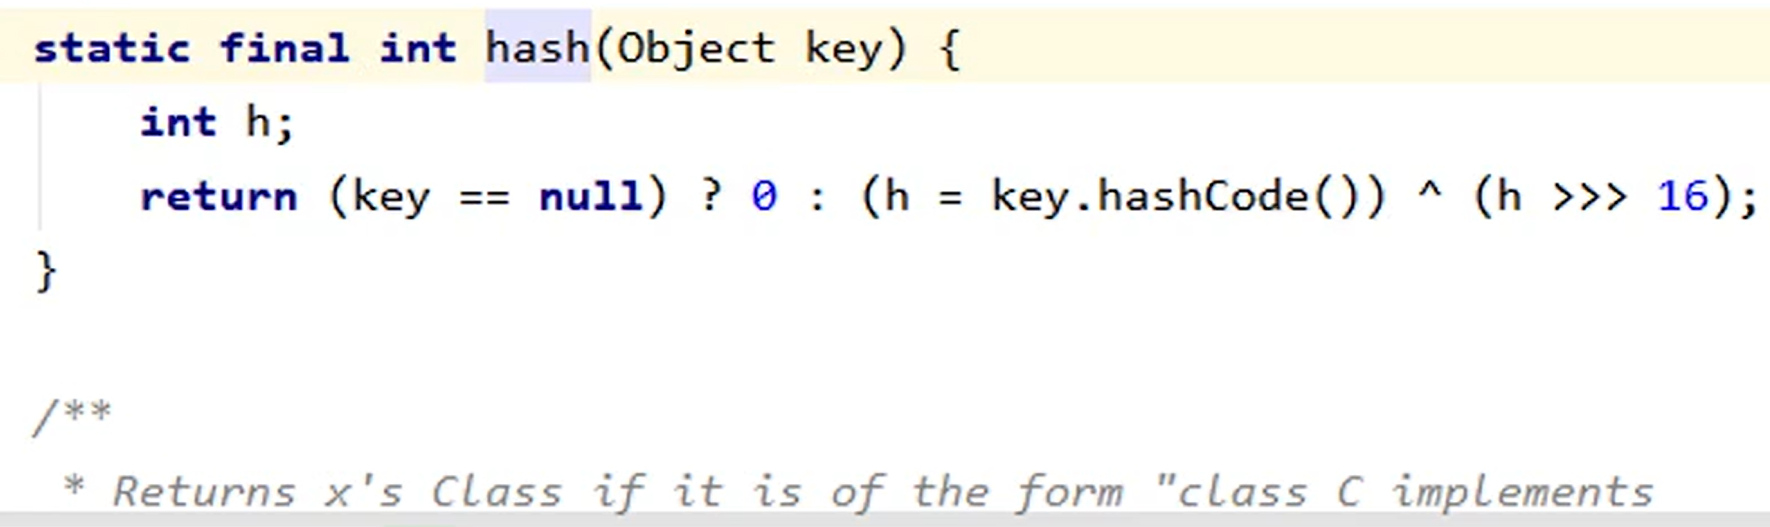 static final int hash(Object key) {
int h;
return (key == null) ? 0 : (h = key.hashCode()) ^ (h >>> 16);
}
/**
* Returns x's Class if it is of the form "class C implements